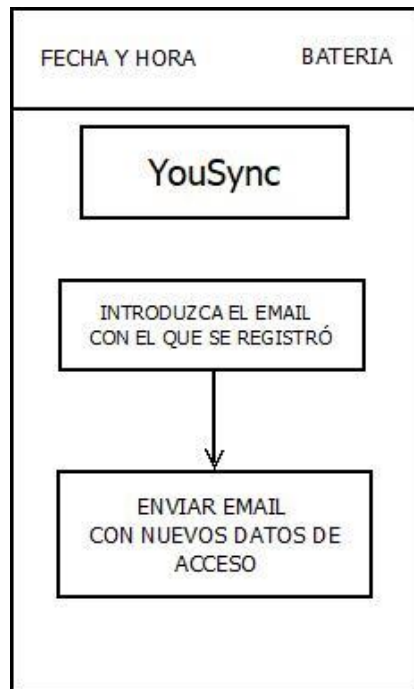 FECHA Y HORA BATERIA
YouSync
INTRODUZCA EL EMAIL
CON EL QUE SE REGISTRÓ
ENVIAR EMAIL
CON NUEVOS DATOS DE
ACCESO